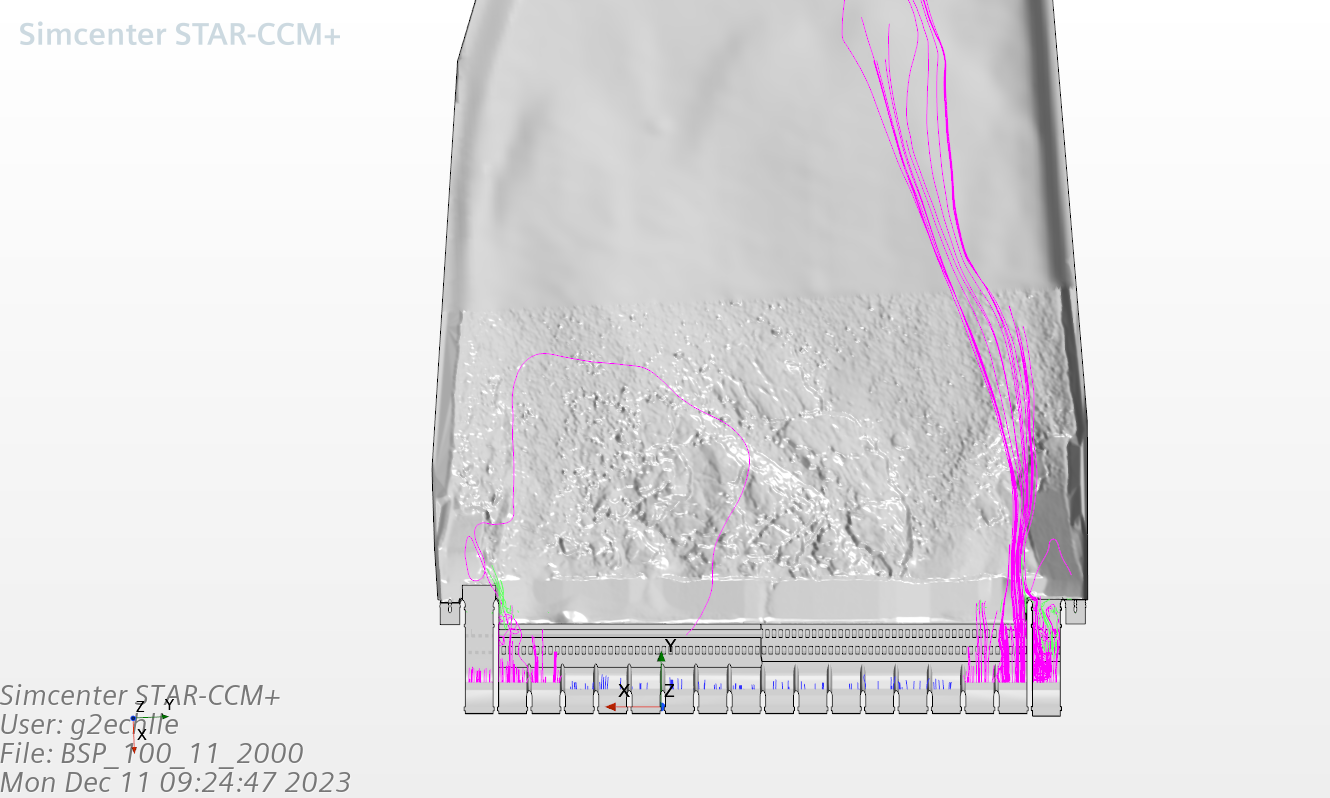 Simcenter STAR-CCM+
Y
X Z
Simcenter STAR-CCM+
Z Y
User: g2echlle
X
File: BSP_100_11_2000
Mon Dec 11 09:24:47 2023